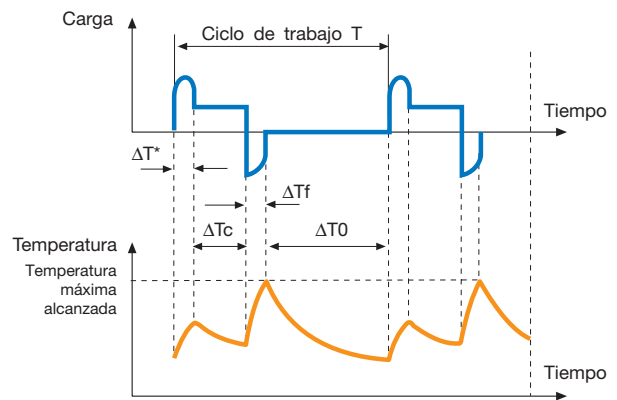 Carga
Ciclo de trabajo T
Tiempo
ΔT*
ΔTf
ΔTc
ΔT0
Temperatura
Temperatura
máxima
alcanzada
Tiempo